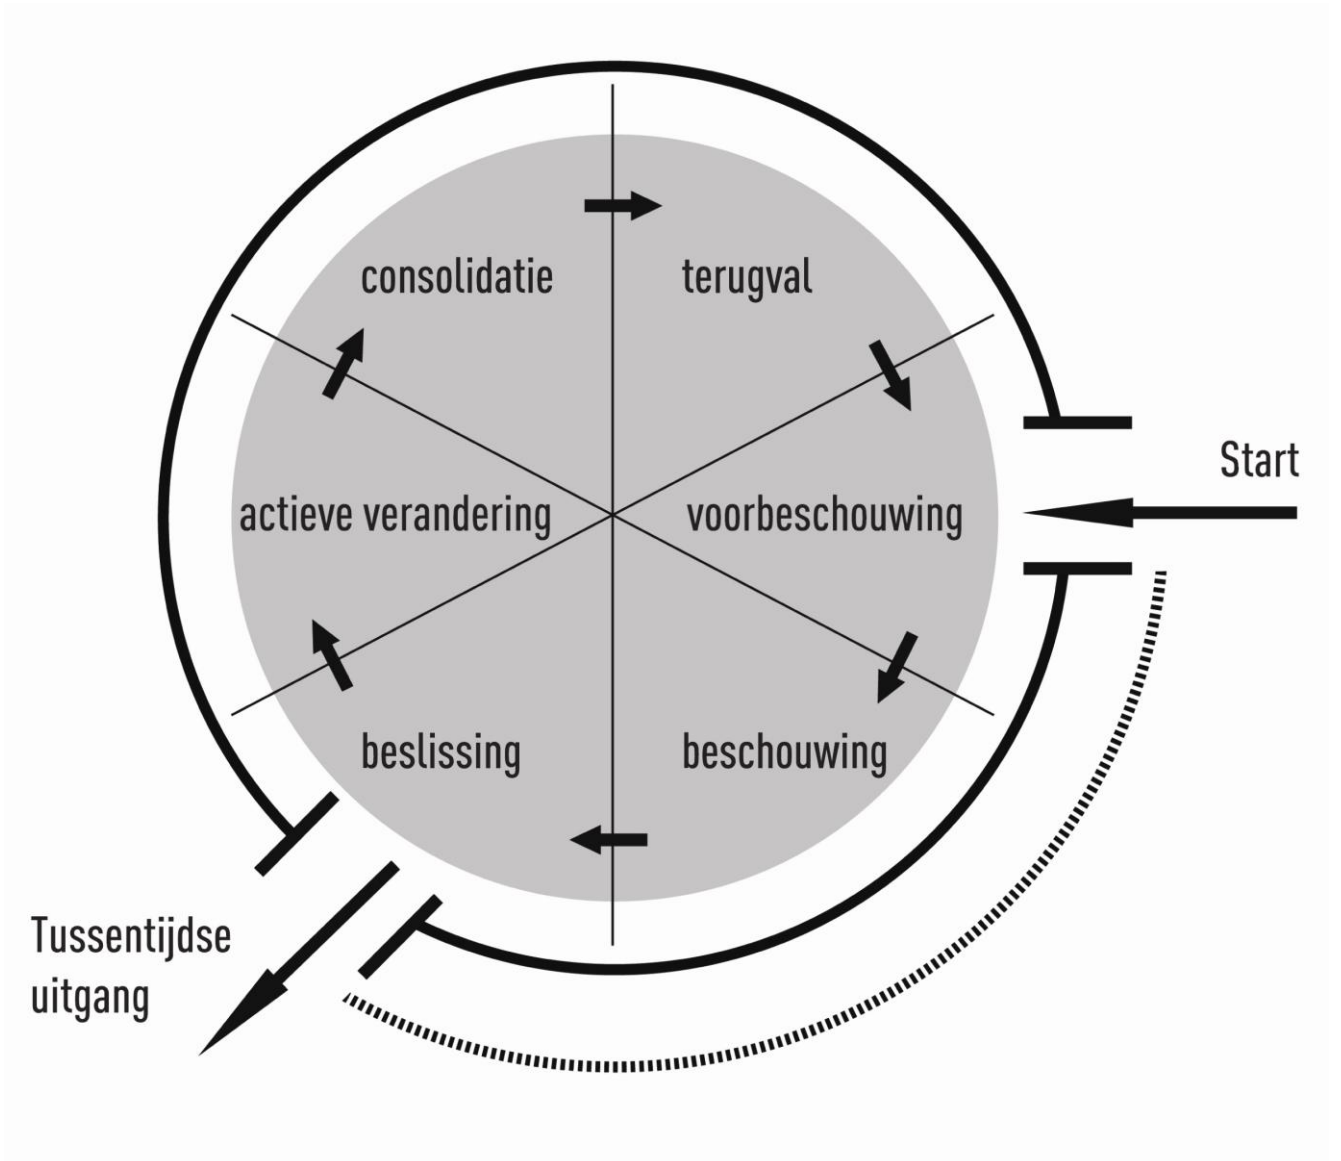 consolidatie
terugval
Start
actieve verandering
voorbeschouwing
beslissing
beschouwing
Tussentijdse
uitgang